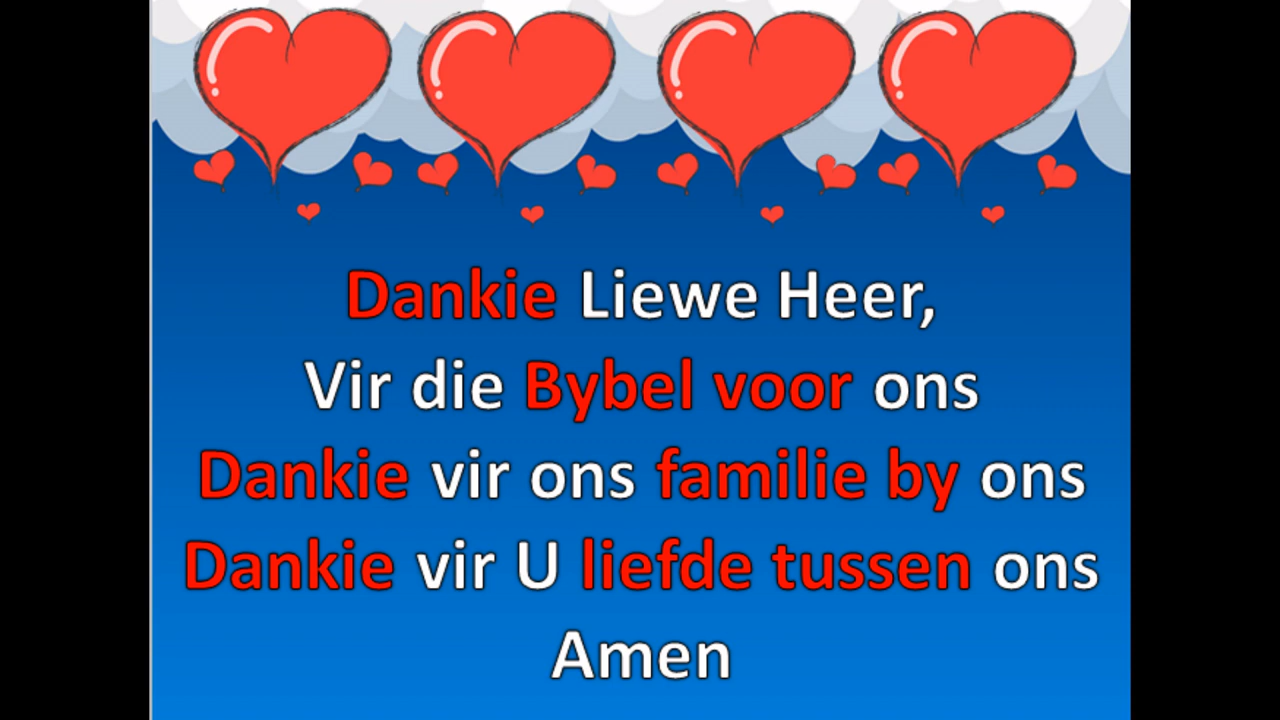 Dankie Liewe Heer,
Vir die Bybel voor ons
Dankie vir ons familie by ons
Dankie vir U liefde tussen ons
Amen